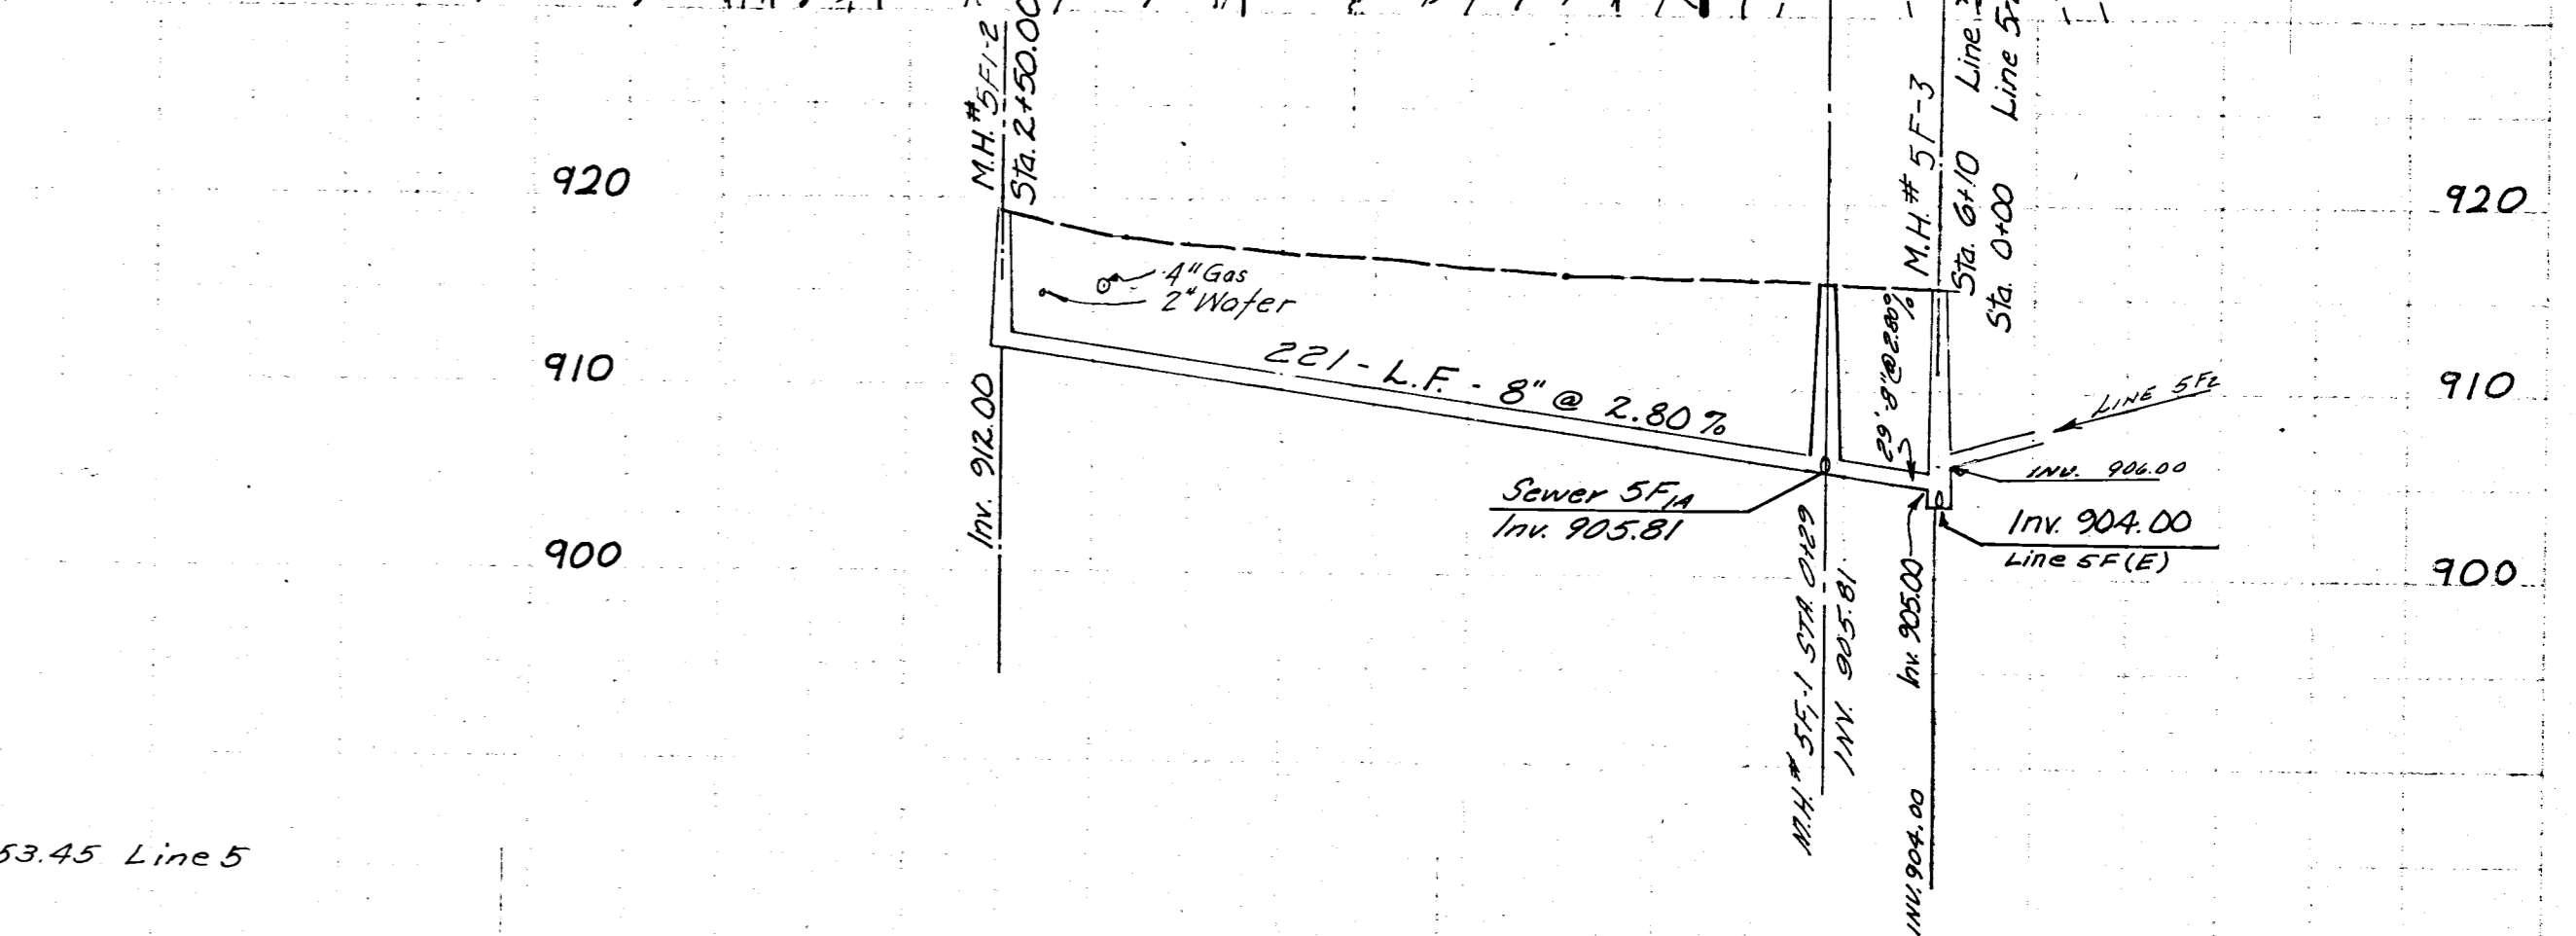 M.H.# 5F1-2
Sta. 2+50.00
M.H.# 5F-3
Sta. 6+10 Line
Sta. 0+00 Line 5-
920
920
4" Gas
2" Water
29'-8"@2.80%
910
221 - L.F. - 8" @ 2.80%
LINE 5F2
910
Inv. 912.00
INV. 906.00
Sewer 5F1A
Inv. 905.81
Inv. 904.00
Line 5F(E)
900
900
M.H.# 5F1-1 STA. 0+29
INV. 905.81
Inv. 905.00
INV. 904.00
53.45 Line 5